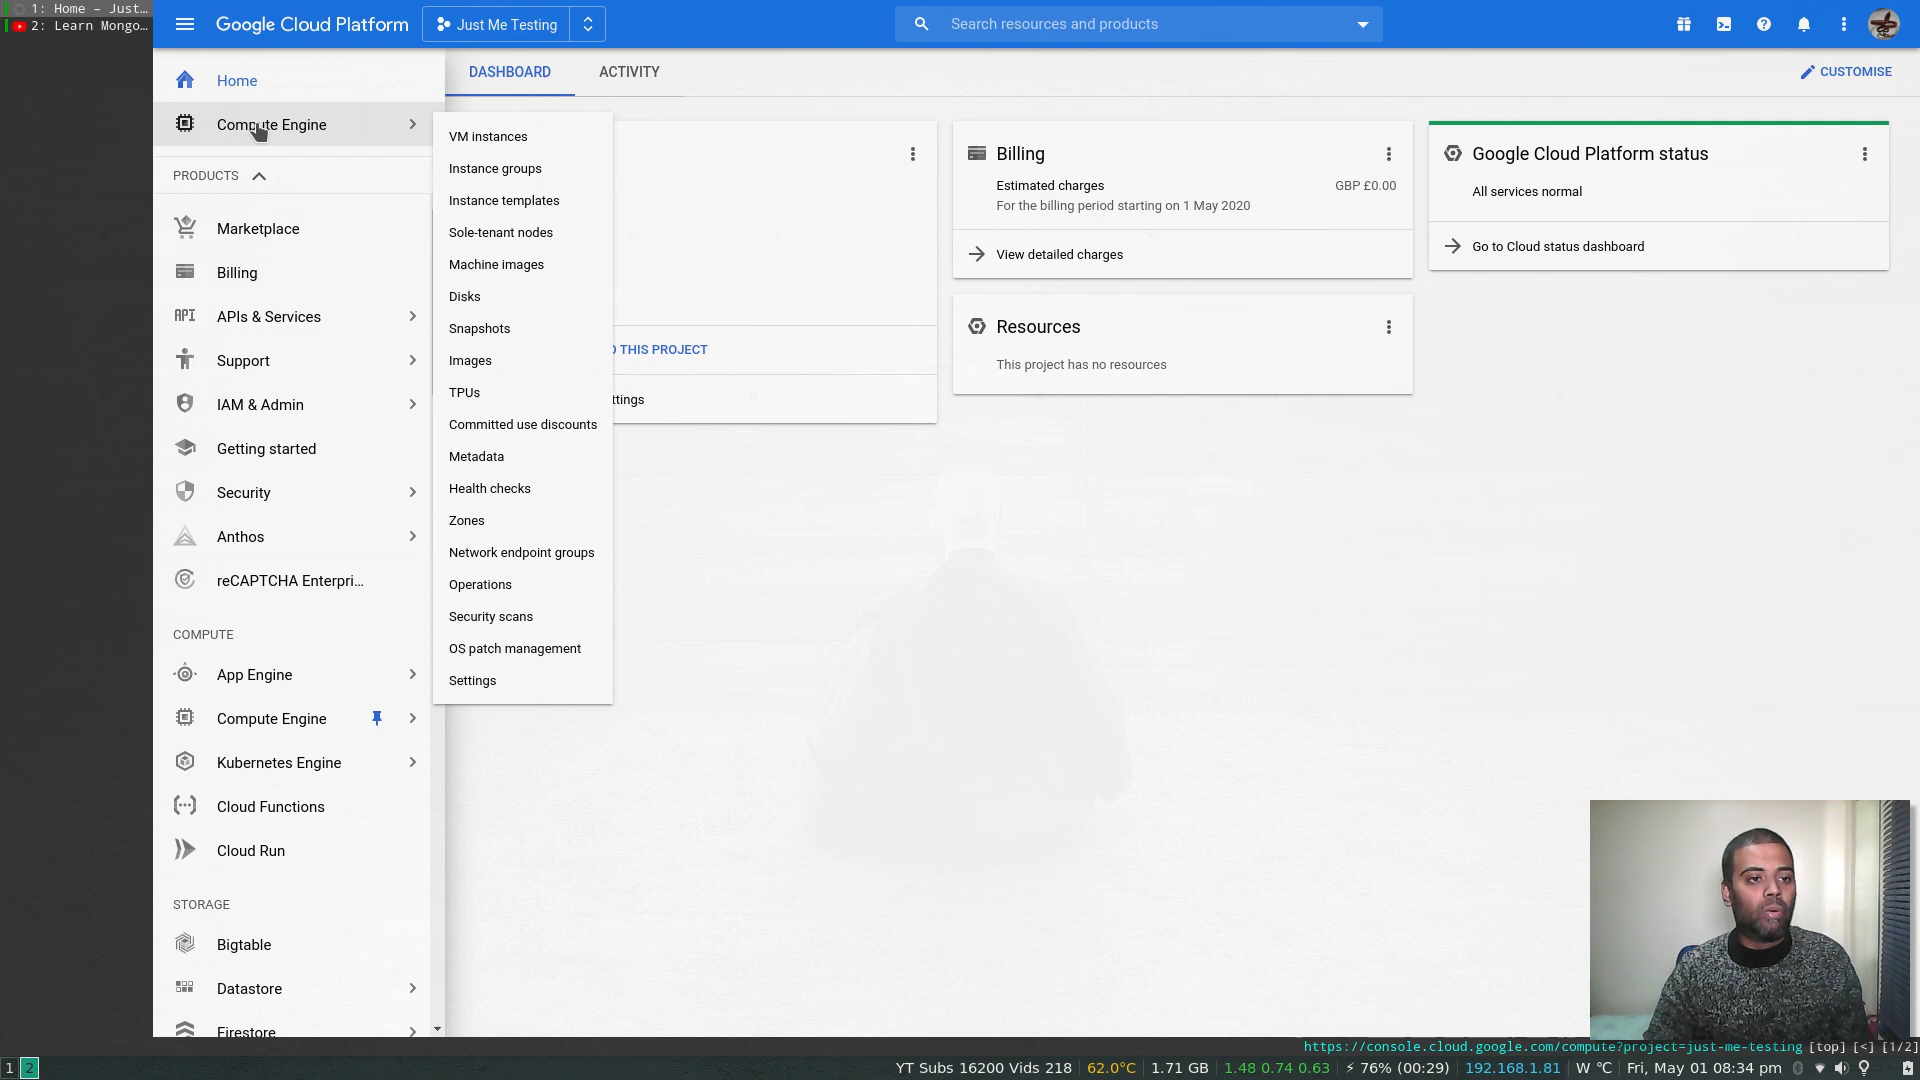 1: Home – Just…
2: Learn Mongo…
Google Cloud Platform
Just Me Testing
Search resources and products
Home
Compute Engine
PRODUCTS
Marketplace
Billing
API APIs & Services
Support
IAM & Admin
Getting started
Security
Anthos
reCAPTCHA Enterpri…
COMPUTE
App Engine
Compute Engine
Kubernetes Engine
Cloud Functions
Cloud Run
STORAGE
Bigtable
Datastore
Firestore
VM instances
Instance groups
Instance templates
Sole-tenant nodes
Machine images
Disks
Snapshots
Images
TPUs
Committed use discounts
Metadata
Health checks
Zones
Network endpoint groups
Operations
Security scans
OS patch management
Settings
DASHBOARD
ACTIVITY
CUSTOMISE
THIS PROJECT
ttings
Billing
Estimated charges GBP £0.00
For the billing period starting on 1 May 2020
View detailed charges
Resources
This project has no resources
Google Cloud Platform status
All services normal
Go to Cloud status dashboard
https://console.cloud.google.com/compute?project=just-me-testing [top] [<] [1/2]
1 2
YT Subs 16200 Vids 218 62.0°C 1.71 GB 1.48 0.74 0.63 ⚡ 76% (00:29) 192.168.1.81 W ℃ Fri, May 01 08:34 pm